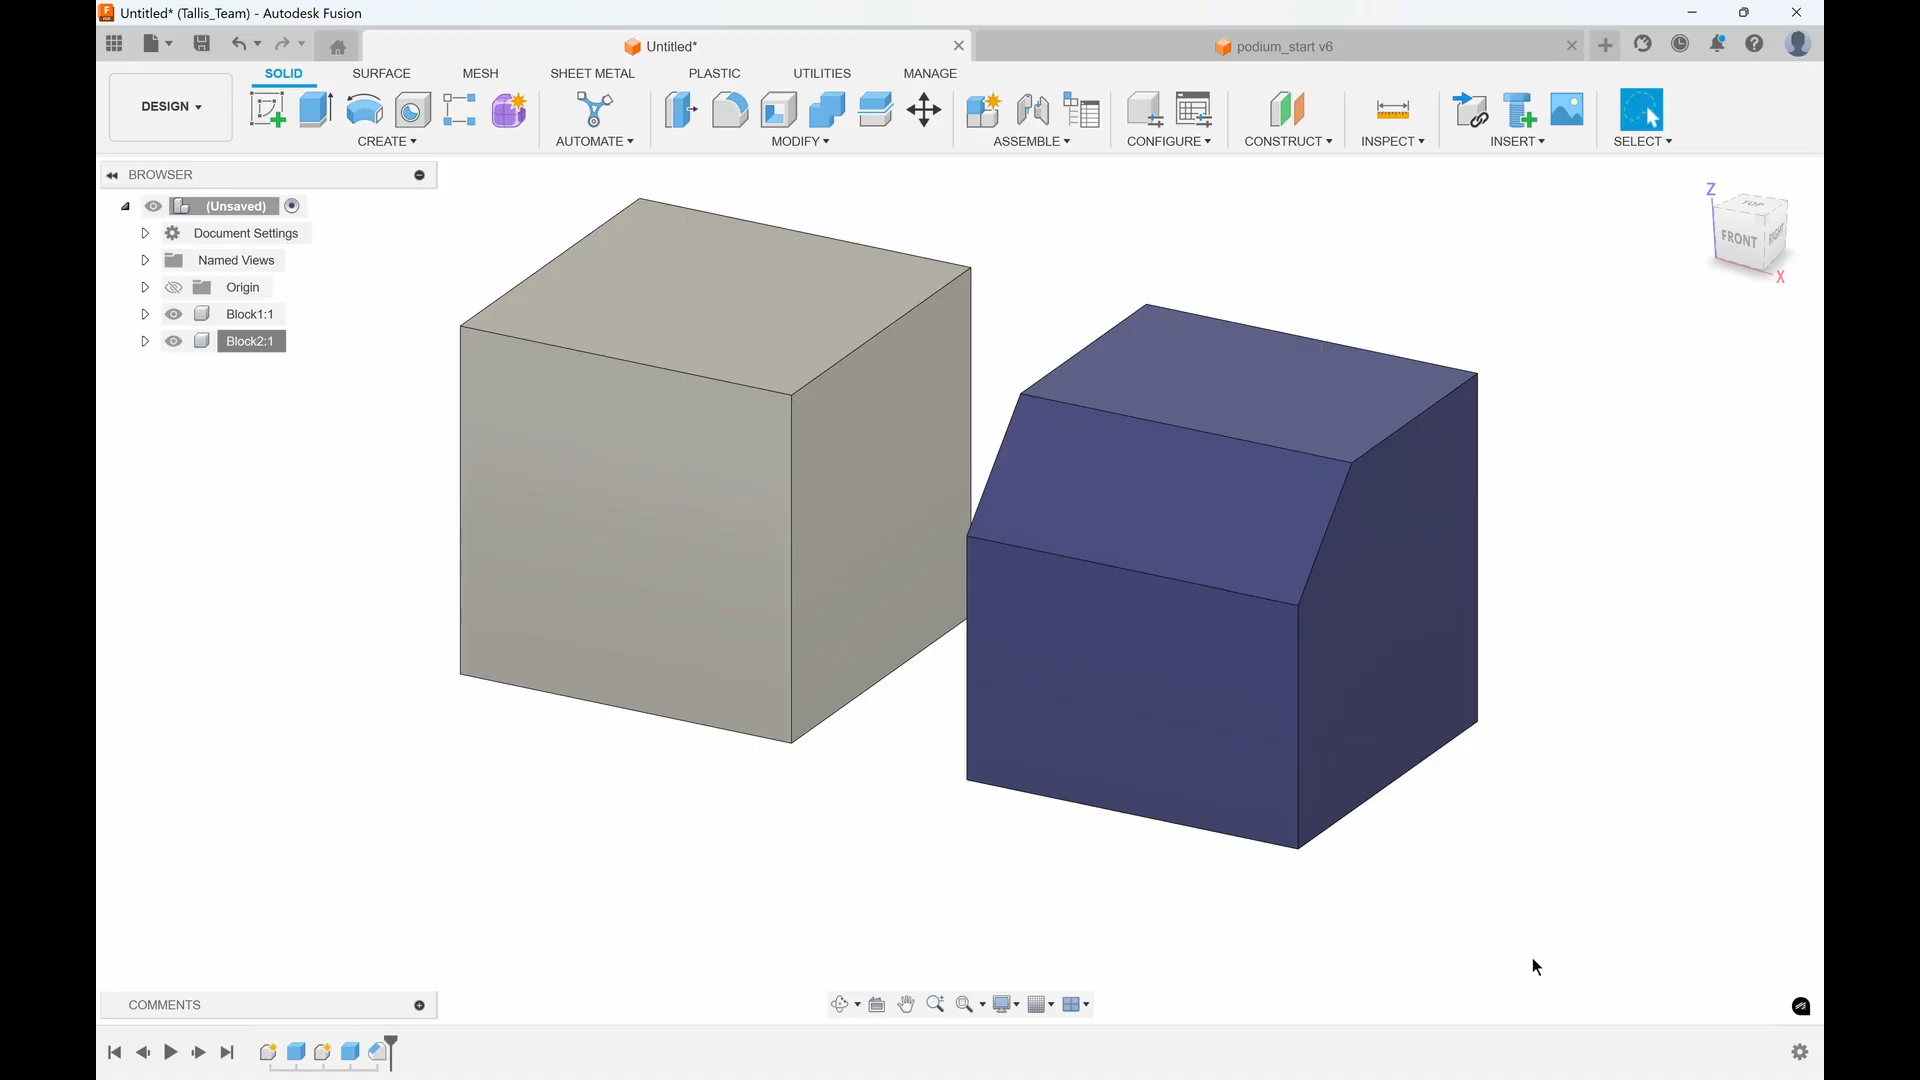 Untitled* (Tallis_Team) - Autodesk Fusion
Untitled*
podium_start v6
DESIGN
SOLID SURFACE MESH SHEET METAL PLASTIC UTILITIES MANAGE
CREATE AUTOMATE MODIFY ASSEMBLE CONFIGURE CONSTRUCT INSPECT INSERT SELECT
BROWSER
(Unsaved)
Document Settings
Named Views
Origin
Block1:1
Block2:1
Z
TOP
FRONT
RIGHT
X
COMMENTS